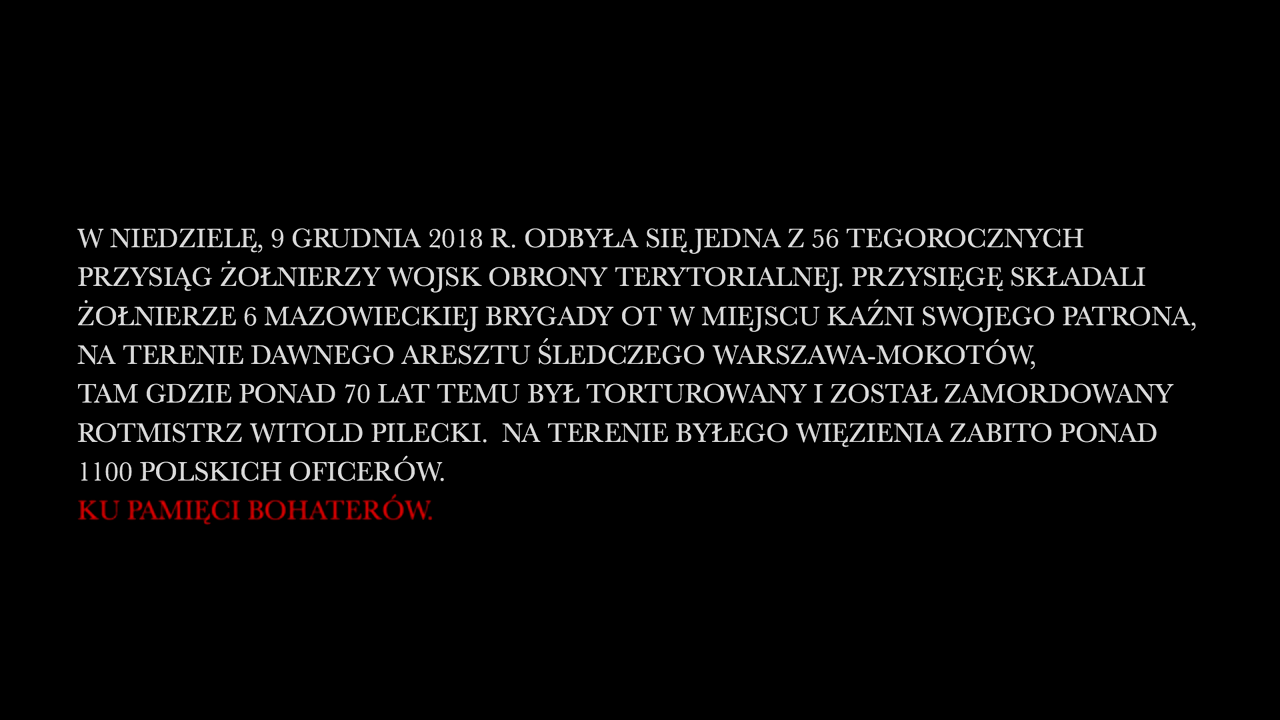 W NIEDZIELĘ, 9 GRUDNIA 2018 R. ODBYŁA SIĘ JEDNA Z 56 TEGOROCZNYCH
PRZYSIĄG ŻOŁNIERZY WOJSK OBRONY TERYTORIALNEJ. PRZYSIĘGĘ SKŁADALI
ŻOŁNIERZE 6 MAZOWIECKIEJ BRYGADY OT W MIEJSCU KAŹNI SWOJEGO PATRONA,
NA TERENIE DAWNEGO ARESZTU ŚLEDCZEGO WARSZAWA-MOKOTÓW,
TAM GDZIE PONAD 70 LAT TEMU BYŁ TORTUROWANY I ZOSTAŁ ZAMORDOWANY
ROTMISTRZ WITOLD PILECKI.  NA TERENIE BYŁEGO WIĘZIENIA ZABITO PONAD
1100 POLSKICH OFICERÓW.
KU PAMIĘCI BOHATERÓW.